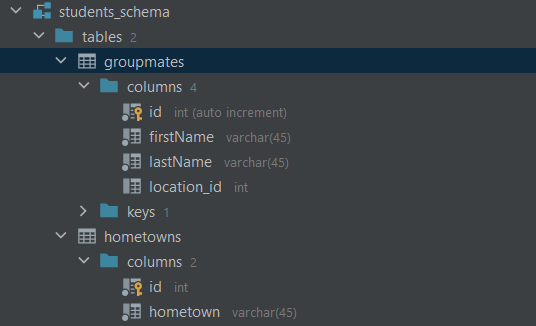 students_schema
tables 2
groupmates
columns 4
id int (auto increment)
firstName varchar(45)
lastName varchar(45)
location_id int
keys 1
hometowns
columns 2
id int
hometown varchar(45)